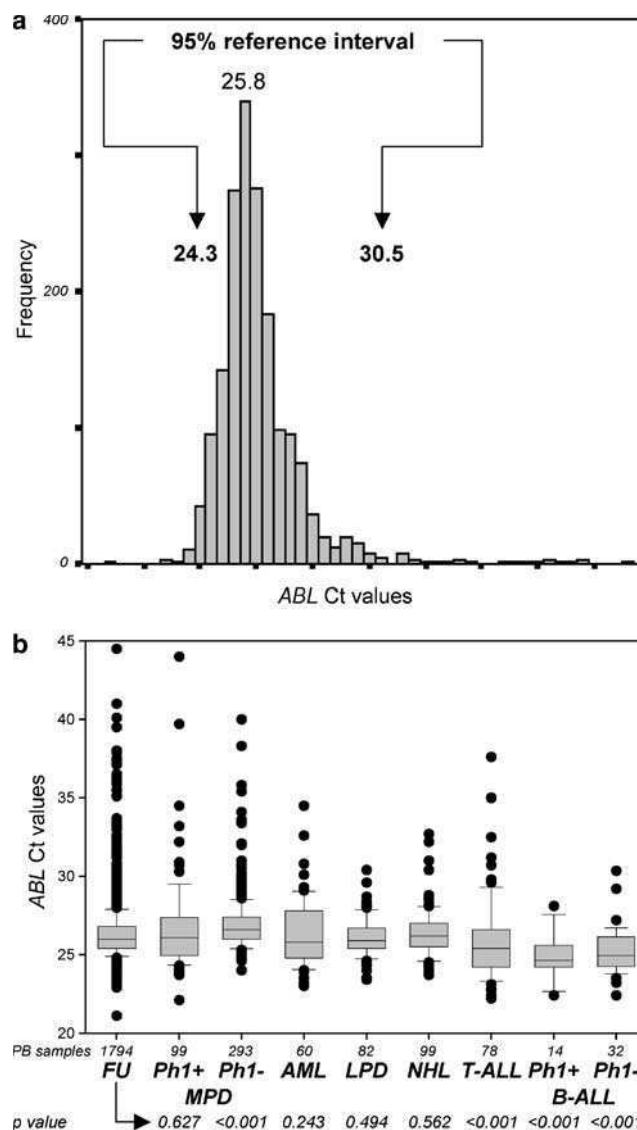 a
400
95% reference interval
25.8
24.3
30.5
Frequency
200
0
ABL Ct values
b
45
40
35
30
25
20
ABL Ct values
PB samples 1794 99 293 60 82 99 78 14 32
FU Ph1+ Ph1- AML LPD NHL T-ALL Ph1+ Ph1-
MPD B-ALL
p value 0.627 <0.001 0.243 0.494 0.562 <0.001 <0.001 <0.001